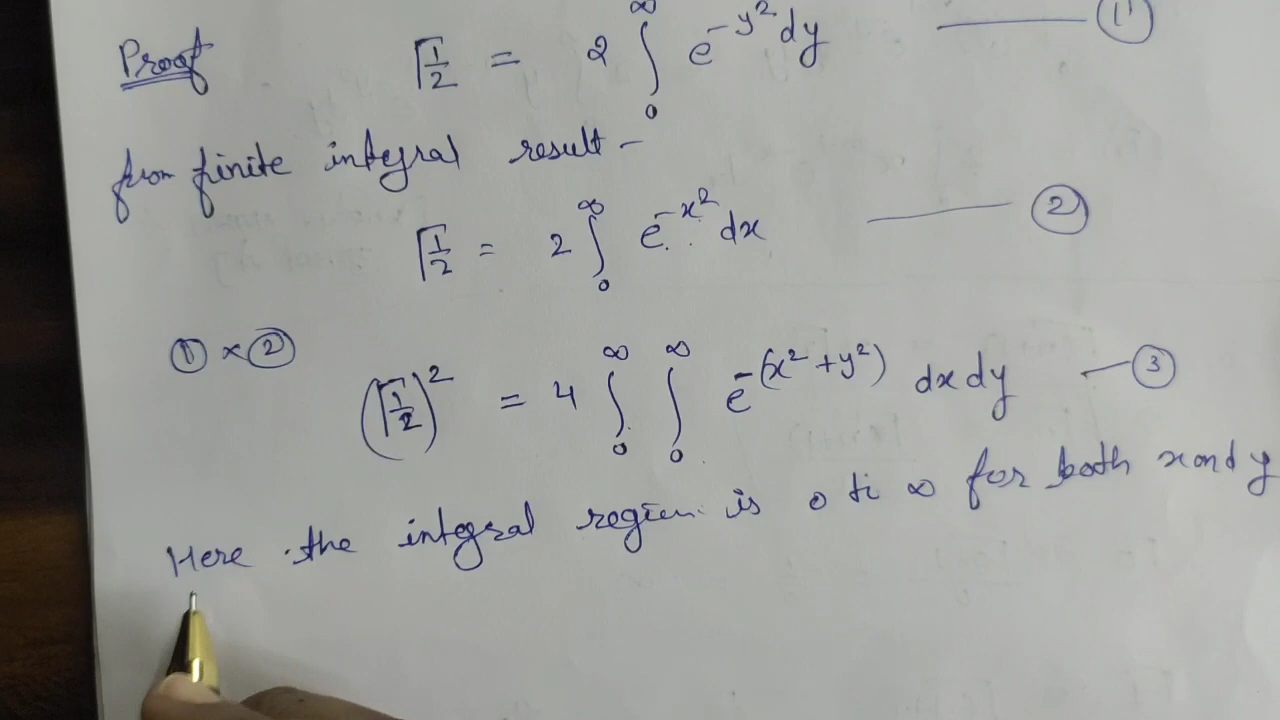 Proof Γ1/2 = 2 ∫₀^∞ e^-y² dy ——— ①
from finite integral result -
Γ1/2 = 2 ∫₀^∞ e^-x² dx ——— ②
① × ② (Γ1/2)² = 4 ∫₀^∞ ∫₀^∞ e^-(x² + y²) dx dy — ③
Here the integral region is 0 to ∞ for both x and y